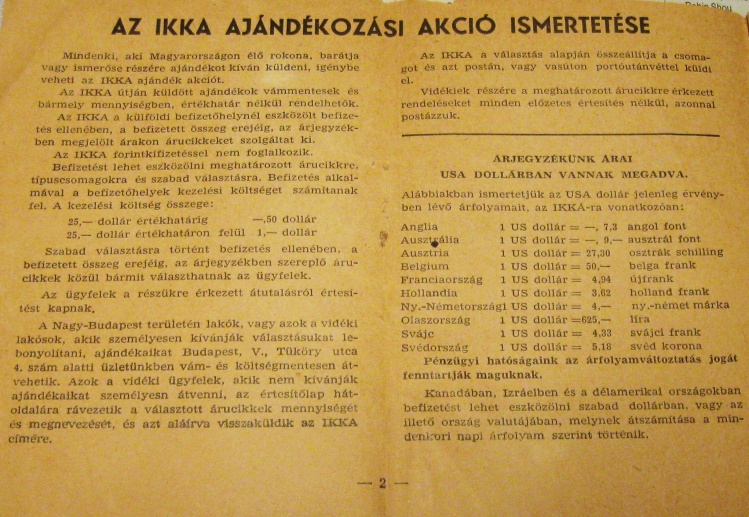 AZ IKKA AJÁNDÉKOZÁSI AKCIÓ ISMERTETÉSE
Mindenki, aki Magyarországon élő rokona, barátja
vagy ismerőse részére ajándékot kíván küldeni, igénybe
veheti az IKKA ajándék akciót.
Az IKKA útján küldött ajándékok vámmentesek és
bármely mennyiségben, értékhatár nélkül rendelhetők.
Az IKKA a külföldi befizetőhelynél eszközölt befize-
tés ellenében, a befizetett összeg erejéig, az árjegyzék-
ben megjelölt árakon árucikkeket szolgáltat ki.
Az IKKA forintkifizetéssel nem foglalkozik.
Befizetést lehet eszközölni meghatározott árucikkre,
típuscsomagokra és szabad választásra. Befizetés alkal-
mával a befizetőhelyek kezelési költséget számítanak
fel. A kezelési költség összege:
25,— dollár értékhatárig —,50 dollár
25,— dollár értékhatáron felül 1,— dollár
Szabad választásra történt befizetés ellenében, a
befizetett összeg erejéig, az árjegyzékben szereplő áru-
cikkek közül bármit választhatnak az ügyfelek.
Az ügyfelek a részükre érkezett átutalásról értesí-
tést kapnak.
A Nagy-Budapest területén lakók, vagy azok a vidéki
lakósok, akik személyesen kívánják választásukat le-
bonyolítani, ajándékaikat Budapest, V., Tüköry utca
4. szám alatti üzletünkben vám- és költségmentesen át-
vehetik. Azok a vidéki ügyfelek, akik nem kívánják
ajándékaikat személyesn átvenni, az értesítőlap hát-
oldalára rávezetik a választott árucikkek mennyiségét
és megnevezését, és azt aláírva visszaküldik az IKKA
címére.
Az IKKA a választás alapján összeállítja a csoma-
got és azt postán, vagy vasúton portóutánvéttel küldi
el.
Vidékiek részére a meghatározott árucikkre érkezett
rendeléseket minden előzetes értesítés nélkül, azonnal
postázzuk.
ÁRJEGYZÉKÜNK ÁRAI
USA DOLLÁRBAN VANNAK MEGADVA.
Alábbiakban ismertetjük az USA dollár jelenleg érvény-
ben lévő árfolyamait, az IKKA-ra vonatkozóan:
Anglia 1 US dollár = —, 7,3 angol font
Ausztrália 1 US dollár = —, 9,— ausztrál font
Ausztria 1 US dollár = 27,30 osztrák schilling
Belgium 1 US dollár = 50,— belga frank
Franciaország 1 US dollár = 4,94 újfrank
Hollandia 1 US dollár = 3,62 holland frank
Ny.-Németország 1 US dollár = 4,— ny.-német márka
Olaszország 1 US dollár =625,— líra
Svájc 1 US dollár = 4,33 svájci frank
Svédország 1 US dollár = 5.18 svéd korona
Pénzügyi hatóságaink az árfolyamváltoztatás jogát
fenntartják maguknak.
Kanadában, Izráelben és a délamerikai országokban
befizetést lehet eszközölni szabad dollárban, vagy az
illető ország valutájában, melynek átszámítása a min-
denkori napi árfolyam szerint történik.
— 2 —